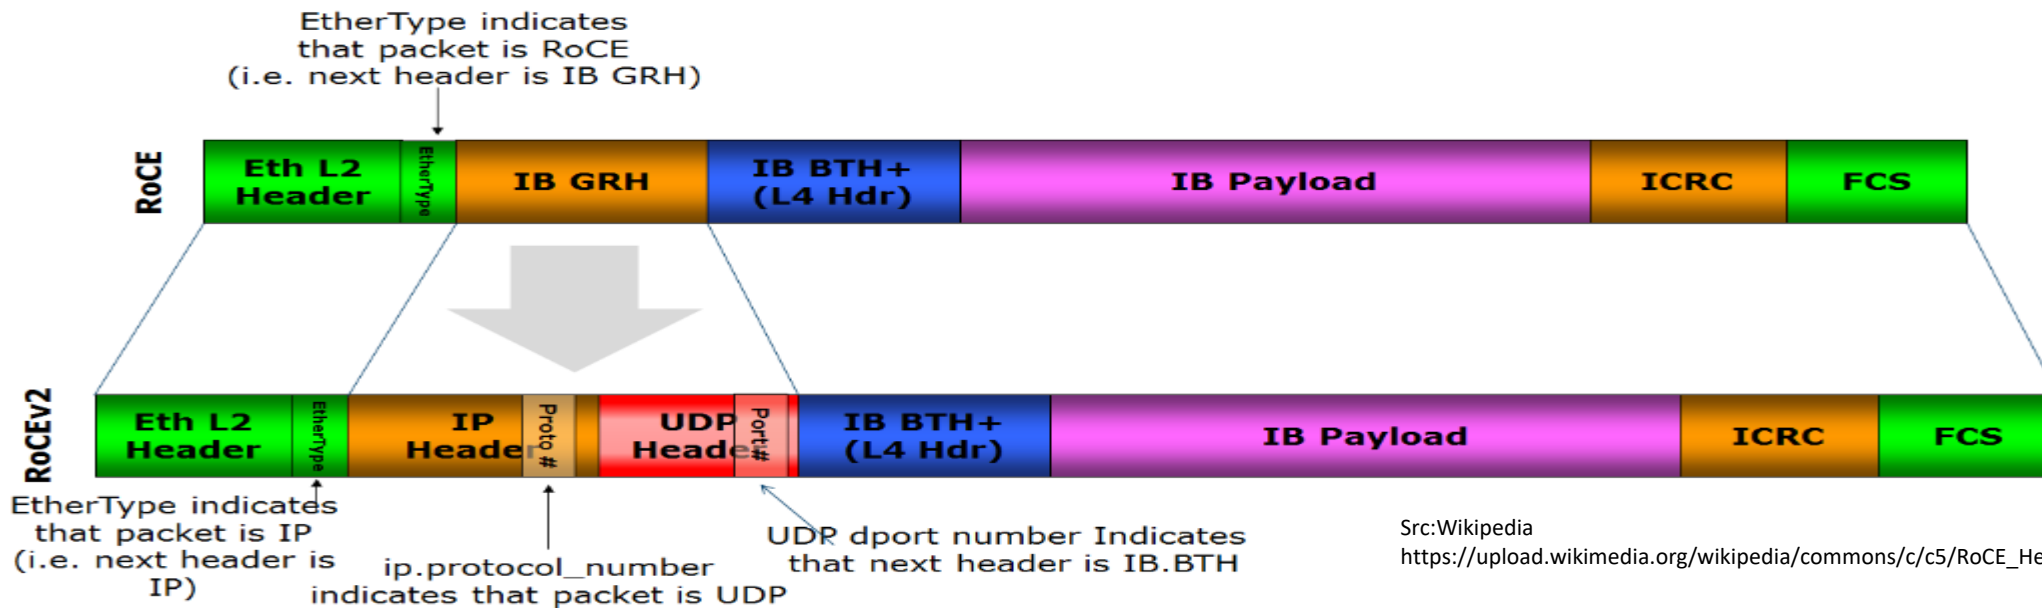 EtherType indicates
that packet is RoCE
(i.e. next header is IB GRH)
RoCE
Eth L2
Header
EtherType
IB GRH
IB BTH+
(L4 Hdr)
IB Payload
ICRC
FCS
RoCEv2
Eth L2
Header
EtherType
IP
Header
Proto #
UDP
Header
Port #
IB BTH+
(L4 Hdr)
IB Payload
ICRC
FCS
EtherType indicates
that packet is IP
(i.e. next header is
IP)
ip.protocol_number
indicates that packet is UDP
UDP dport number Indicates
that next header is IB.BTH
Src:Wikipedia
https://upload.wikimedia.org/wikipedia/commons/c/c5/RoCE_He